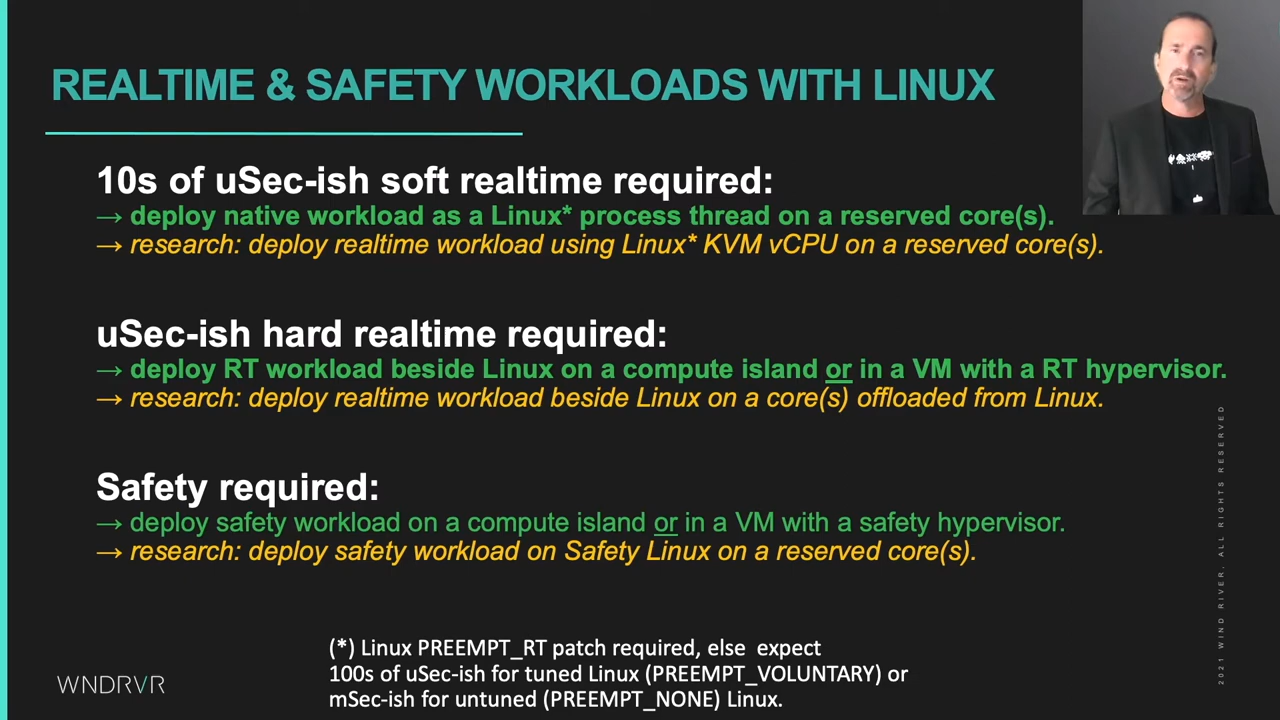 REALTIME & SAFETY WORKLOADS WITH LINUX
10s of uSec-ish soft realtime required:
→ deploy native workload as a Linux* process thread on a reserved core(s).
→ research: deploy realtime workload using Linux* KVM vCPU on a reserved core(s).
uSec-ish hard realtime required:
→ deploy RT workload beside Linux on a compute island or in a VM with a RT hypervisor.
→ research: deploy realtime workload beside Linux on a core(s) offloaded from Linux.
Safety required:
→ deploy safety workload on a compute island or in a VM with a safety hypervisor.
→ research: deploy safety workload on Safety Linux on a reserved core(s).
(*) Linux PREEMPT_RT patch required, else expect
100s of uSec-ish for tuned Linux (PREEMPT_VOLUNTARY) or
mSec-ish for untuned (PREEMPT_NONE) Linux.
WNDRVR
2021 WIND RIVER, ALL RIGHTS RESERVED